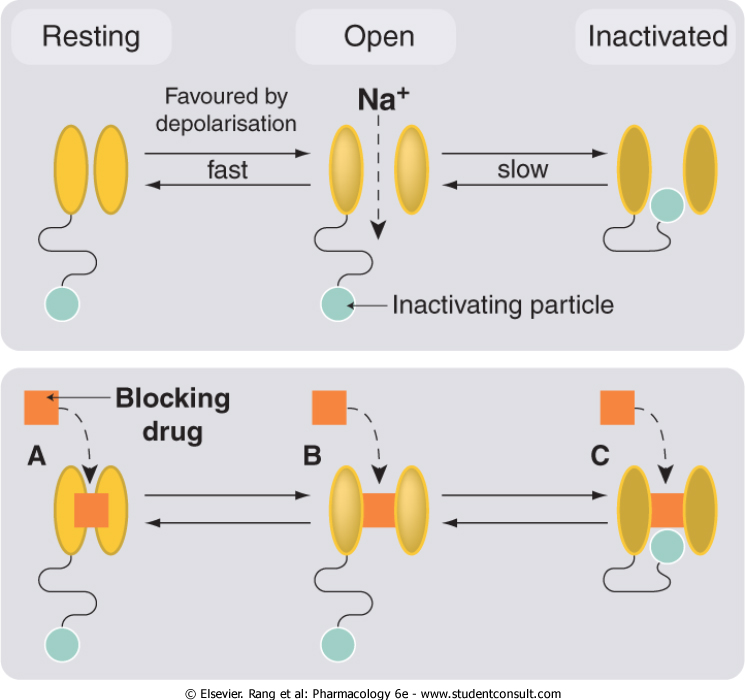 Resting
Open
Inactivated
Favoured by
depolarisation
Na⁺
fast
slow
Inactivating particle
Blocking
drug
A
B
C
© Elsevier. Rang et al: Pharmacology 6e - www.studentconsult.com